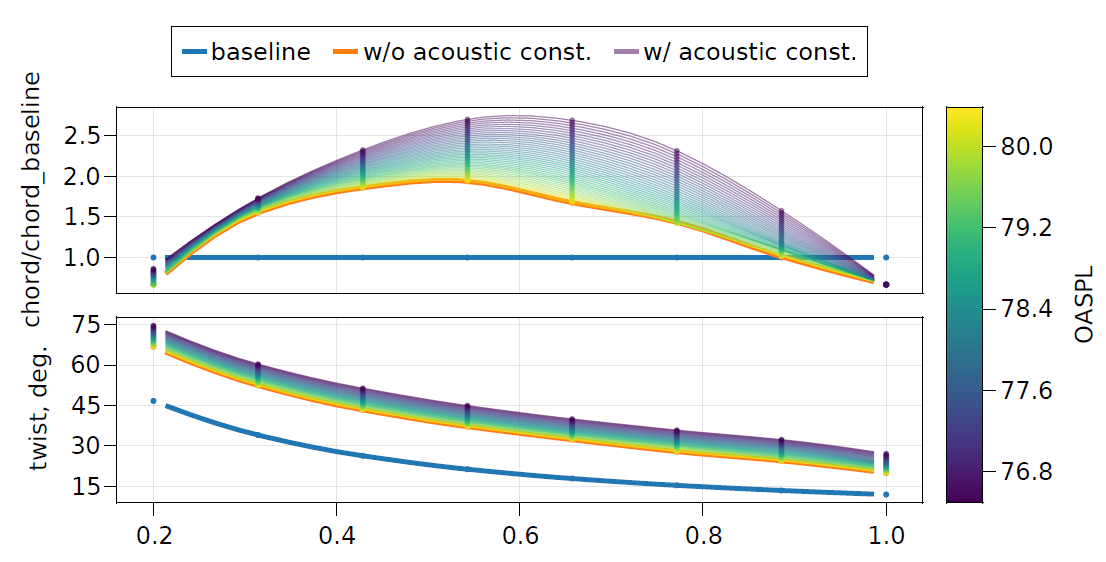 baseline w/o acoustic const. w/ acoustic const.
chord/chord_baseline
2.5
2.0
1.5
1.0
twist, deg.
75
60
45
30
15
0.2 0.4 0.6 0.8 1.0
80.0
79.2
78.4
77.6
76.8
OASPL